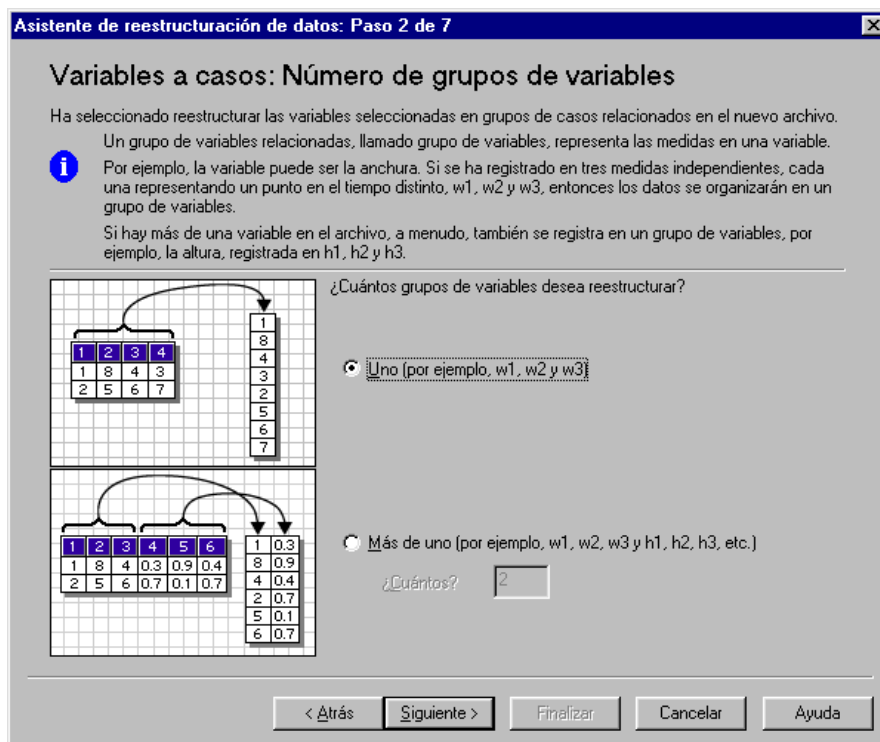 Asistente de reestructuración de datos: Paso 2 de 7
Variables a casos: Número de grupos de variables
Ha seleccionado reestructurar las variables seleccionadas en grupos de casos relacionados en el nuevo archivo.
Un grupo de variables relacionadas, llamado grupo de variables, representa las medidas en una variable.
Por ejemplo, la variable puede ser la anchura. Si se ha registrado en tres medidas independientes, cada
una representando un punto en el tiempo distinto, w1, w2 y w3, entonces los datos se organizarán en un
grupo de variables.
Si hay más de una variable en el archivo, a menudo, también se registra en un grupo de variables, por
ejemplo, la altura, registrada en h1, h2 y h3.
¿Cuántos grupos de variables desea reestructurar?
1 2 3 4
1 8 4 3
2 5 6 7
1
8
4
3
2
5
6
7
Uno (por ejemplo, w1, w2 y w3)
1 2 3 4 5 6
1 8 4 0.3 0.9 0.4
2 5 6 0.7 0.1 0.7
1 0.3
8 0.9
4 0.4
2 0.7
5 0.1
6 0.7
Más de uno (por ejemplo, w1, w2, w3 y h1, h2, h3, etc.)
¿Cuántos? 2
< Atrás Siguiente > Finalizar Cancelar Ayuda